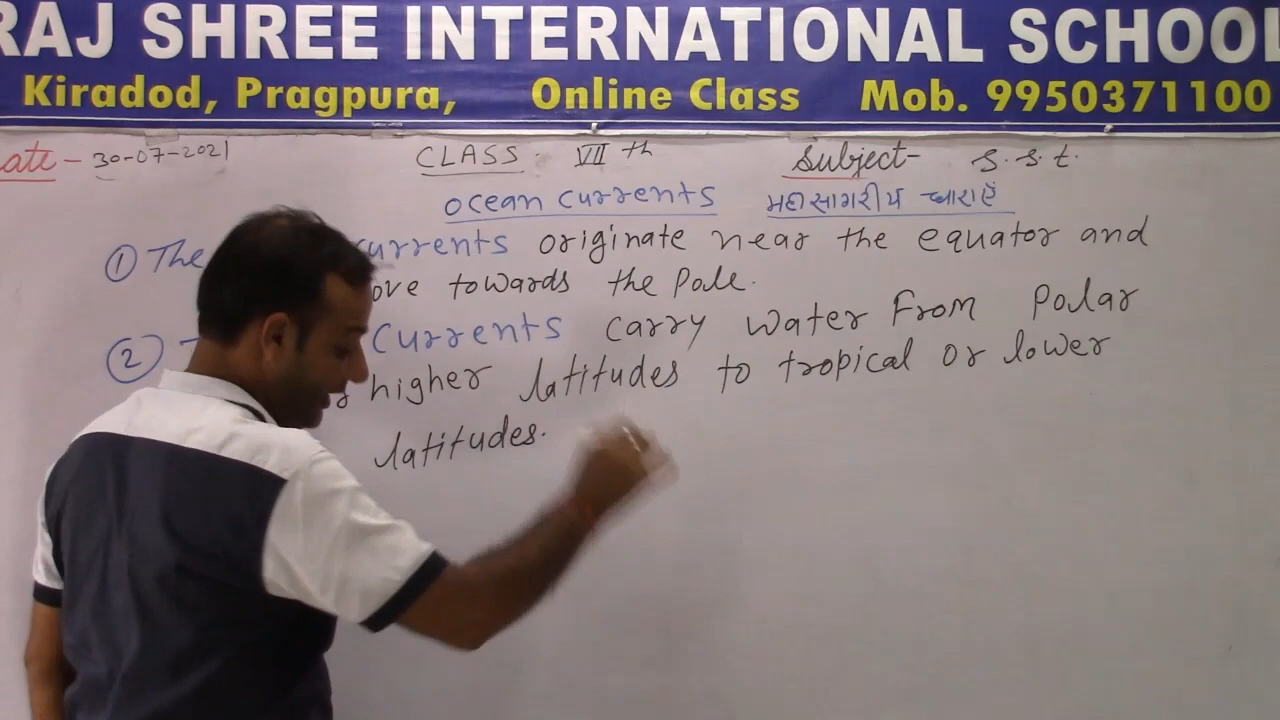 RAJ SHREE INTERNATIONAL SCHOOL
Kiradod, Pragpura, Online Class Mob. 9950371100
ate - 30-07-2021 CLASS : VII th Subject- S.S.t.
ocean currents महासागरीय धाराएँ
① The currents originate near the equator and
ove towards the Pole.
② Currents carry water From Polar
higher latitudes to tropical or lower
latitudes.